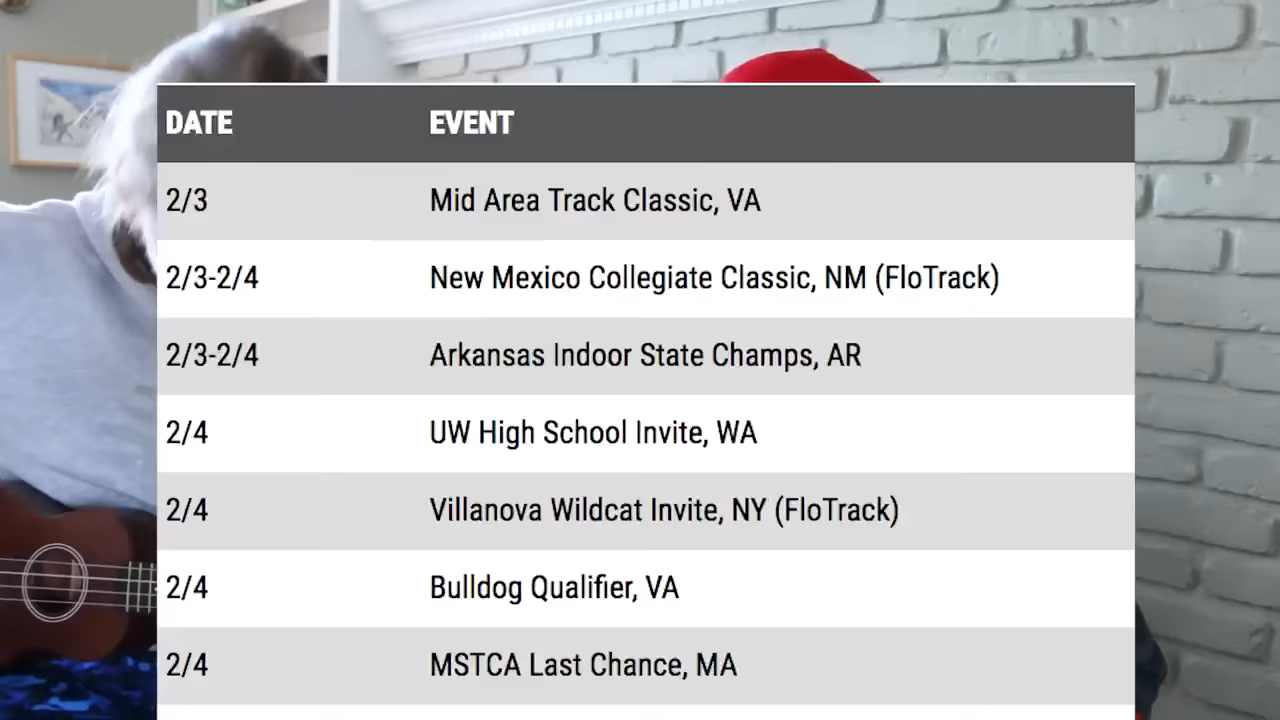 DATE EVENT
2/3 Mid Area Track Classic, VA
2/3-2/4 New Mexico Collegiate Classic, NM (FloTrack)
2/3-2/4 Arkansas Indoor State Champs, AR
2/4 UW High School Invite, WA
2/4 Villanova Wildcat Invite, NY (FloTrack)
2/4 Bulldog Qualifier, VA
2/4 MSTCA Last Chance, MA